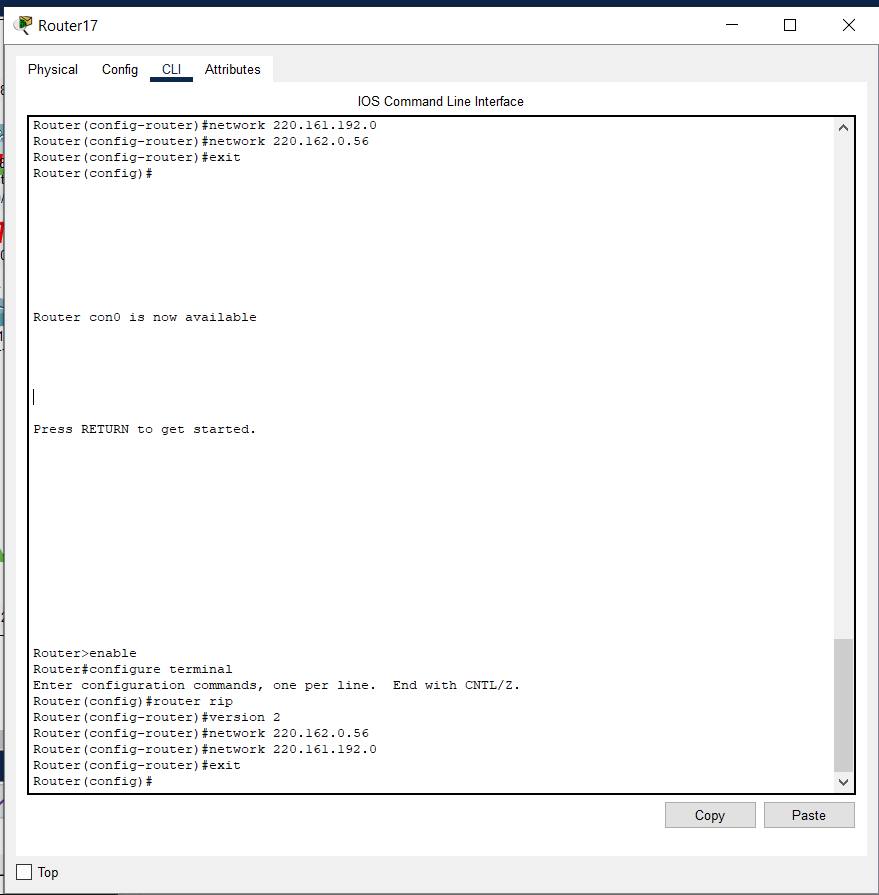 Router17
Physical Config CLI Attributes
IOS Command Line Interface
Router(config-router)#network 220.161.192.0
Router(config-router)#network 220.162.0.56
Router(config-router)#exit
Router(config)#
Router con0 is now available
Press RETURN to get started.
Router>enable
Router#configure terminal
Enter configuration commands, one per line.  End with CNTL/Z.
Router(config)#router rip
Router(config-router)#version 2
Router(config-router)#network 220.162.0.56
Router(config-router)#network 220.161.192.0
Router(config-router)#exit
Router(config)#
Copy Paste
Top